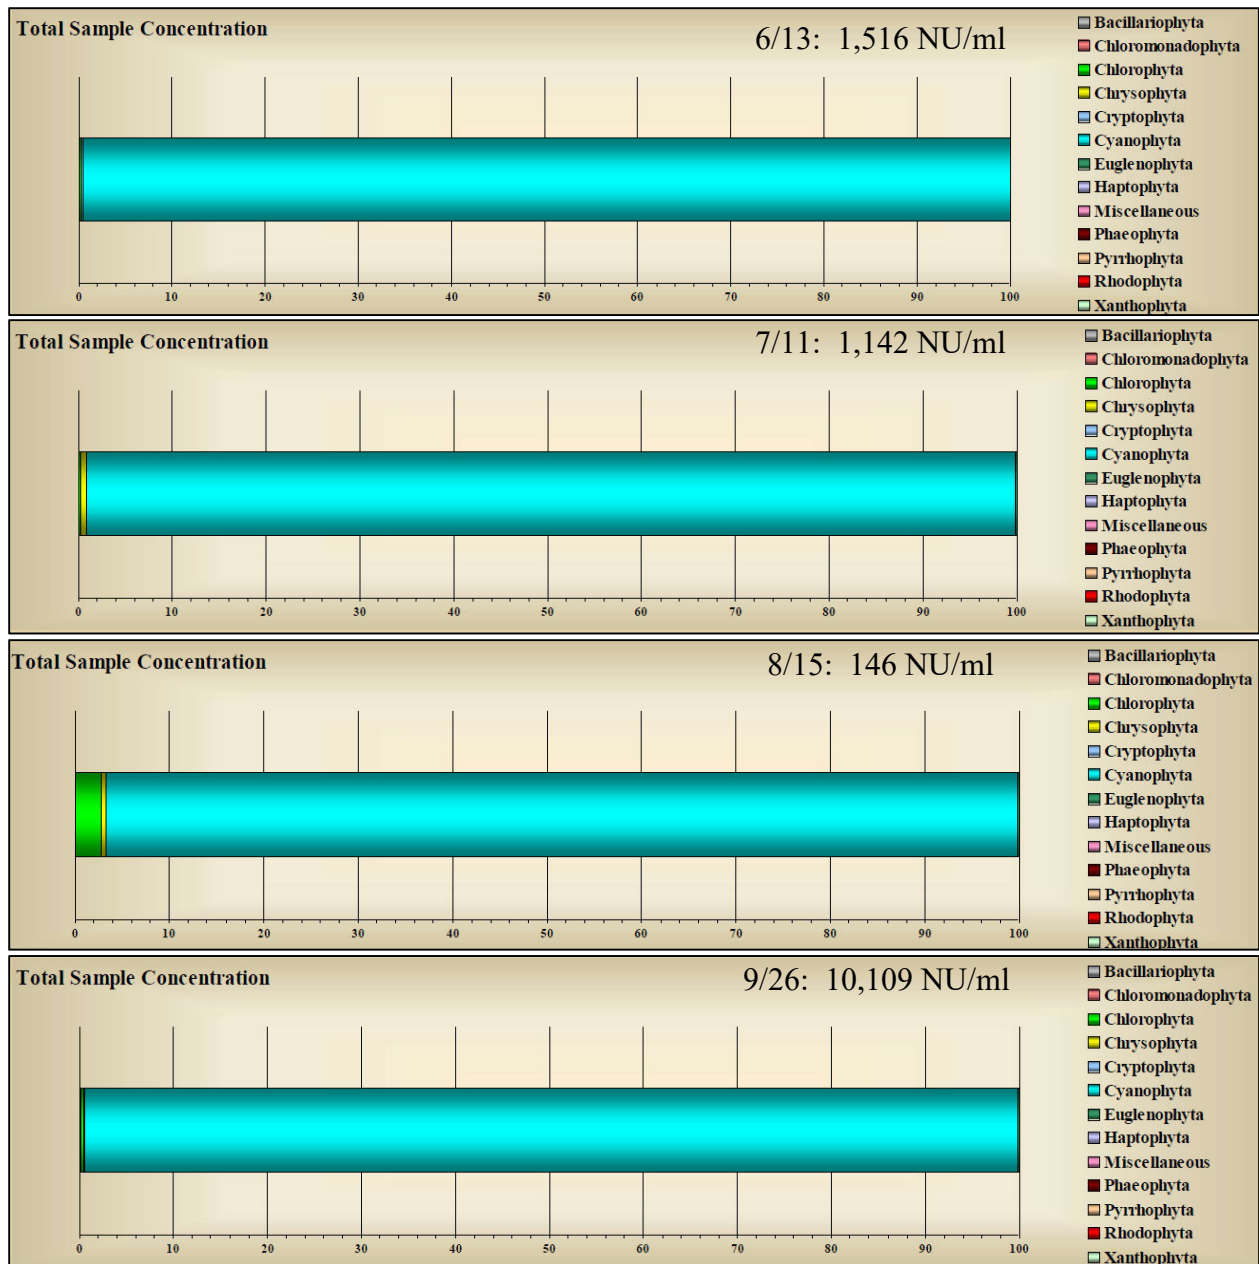 Total Sample Concentration
6/13: 1,516 NU/ml
Bacillariophyta
Chloromonadophyta
Chlorophyta
Chrysophyta
Cryptophyta
Cyanophyta
Euglenophyta
Haptophyta
Miscellaneous
Phaeophyta
Pyrrhophyta
Rhodophyta
Xanthophyta
0 10 20 30 40 50 60 70 80 90 100
Total Sample Concentration
7/11: 1,142 NU/ml
Bacillariophyta
Chloromonadophyta
Chlorophyta
Chrysophyta
Cryptophyta
Cyanophyta
Euglenophyta
Haptophyta
Miscellaneous
Phaeophyta
Pyrrhophyta
Rhodophyta
Xanthophyta
0 10 20 30 40 50 60 70 80 90 100
Total Sample Concentration
8/15: 146 NU/ml
Bacillariophyta
Chloromonadophyta
Chlorophyta
Chrysophyta
Cryptophyta
Cyanophyta
Euglenophyta
Haptophyta
Miscellaneous
Phaeophyta
Pyrrhophyta
Rhodophyta
Xanthophyta
0 10 20 30 40 50 60 70 80 90 100
Total Sample Concentration
9/26: 10,109 NU/ml
Bacillariophyta
Chloromonadophyta
Chlorophyta
Chrysophyta
Cryptophyta
Cyanophyta
Euglenophyta
Haptophyta
Miscellaneous
Phaeophyta
Pyrrhophyta
Rhodophyta
Xanthophyta
0 10 20 30 40 50 60 70 80 90 100